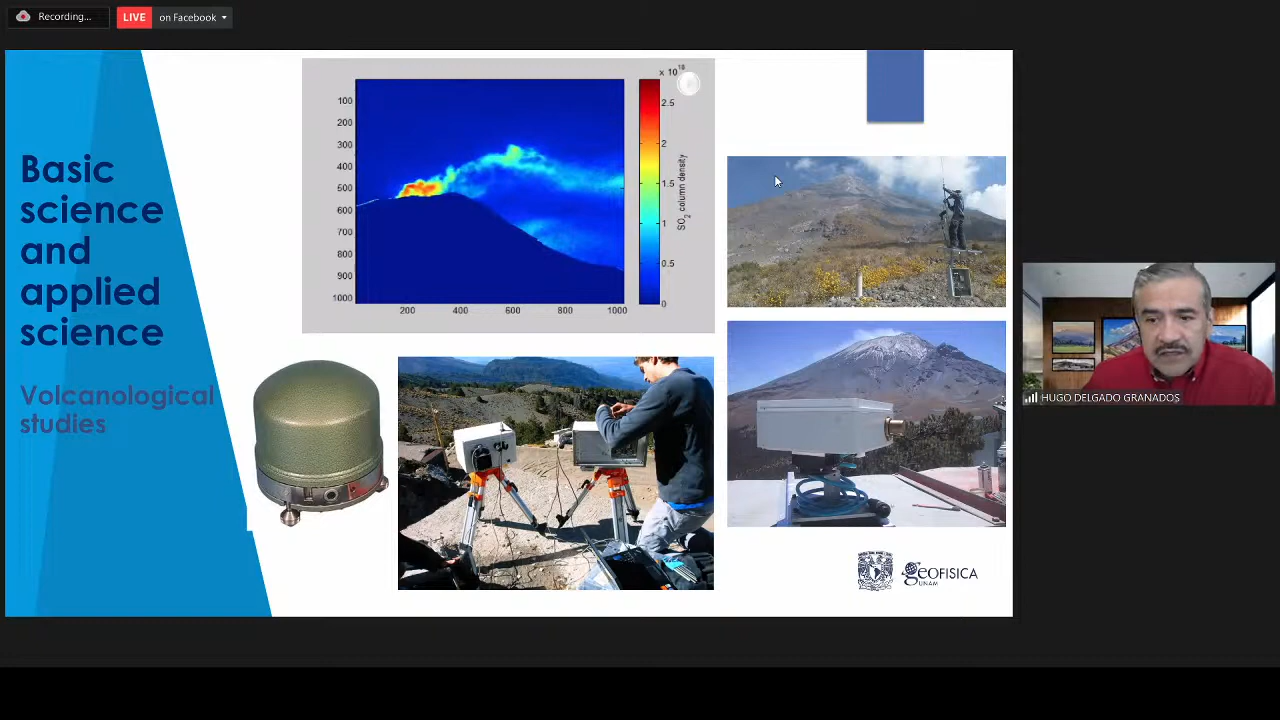 Recording...
LIVE
on Facebook
Basic
science
and
applied
science
Volcanological
studies
x 10^18
100
200
300
400
500
600
700
800
900
1000
200
400
600
800
1000
2.5
2
1.5
1
0.5
0
SO2 column density
HUGO DELGADO GRANADOS
GEOFISICA
UNAM